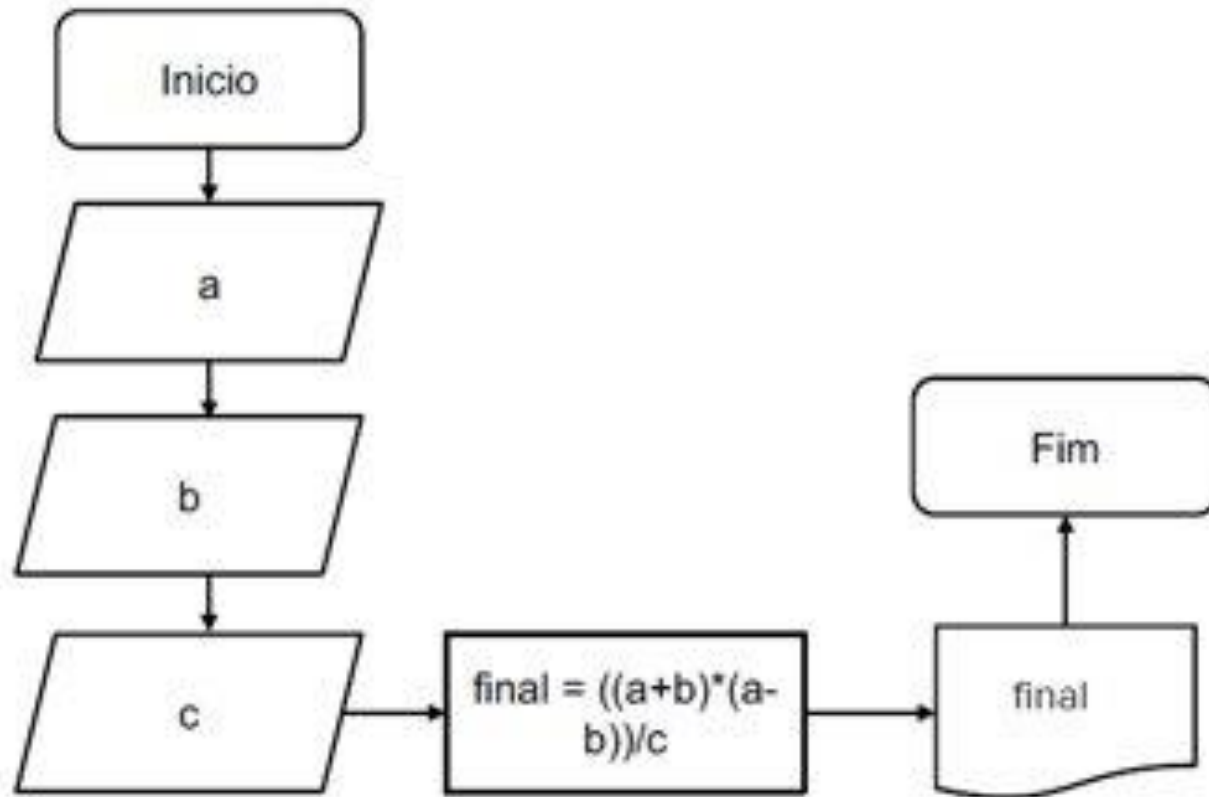 Inicio
a
b
c
final = ((a+b)*(a-
b))/c
final
Fim